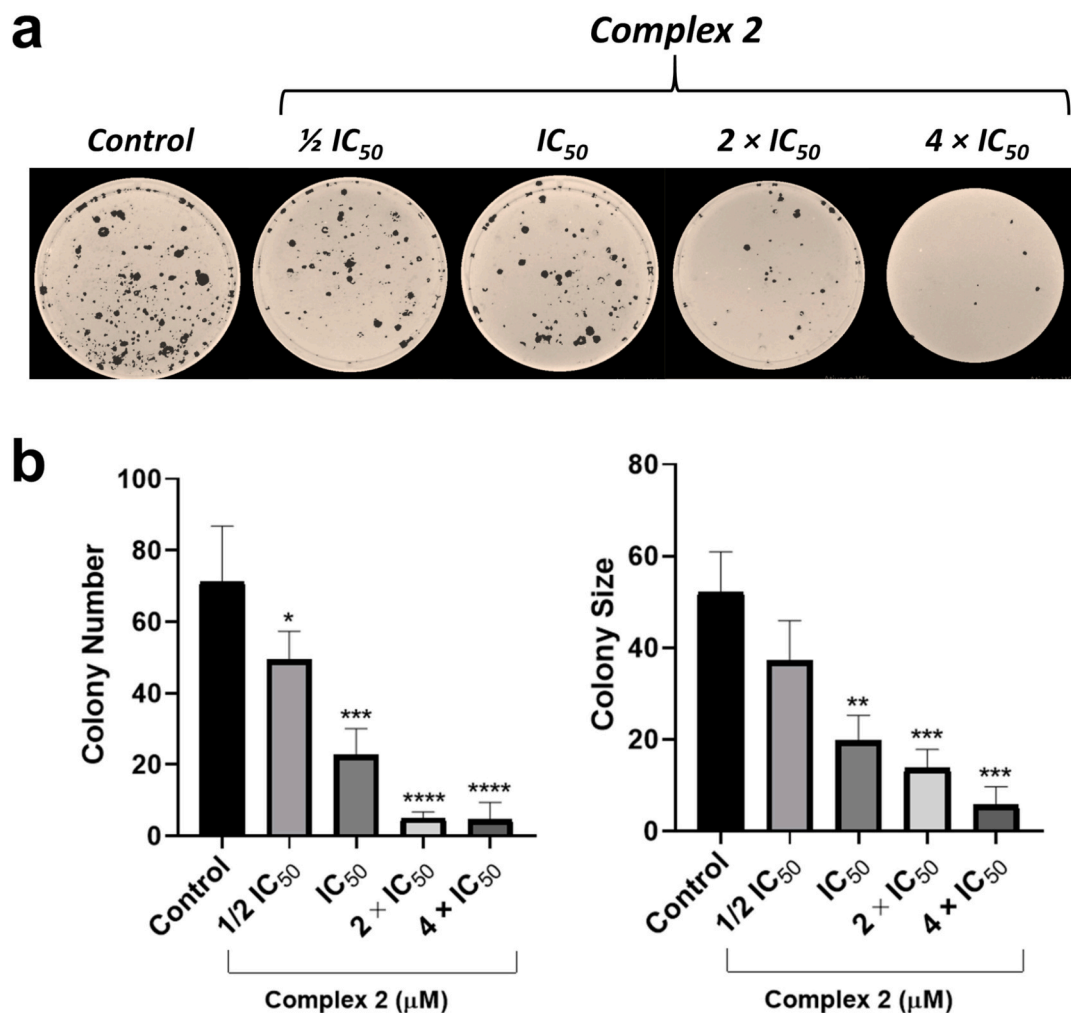 a
Complex 2
Control
½ IC₅₀
IC₅₀
2 × IC₅₀
4 × IC₅₀
b
100
80
60
40
20
0
Colony Number
*
***
****
****
Control
1/2 IC₅₀
IC₅₀
2 + IC₅₀
4 × IC₅₀
Complex 2 (μM)
80
60
40
20
0
Colony Size
**
***
***
Control
1/2 IC₅₀
IC₅₀
2 + IC₅₀
4 × IC₅₀
Complex 2 (μM)